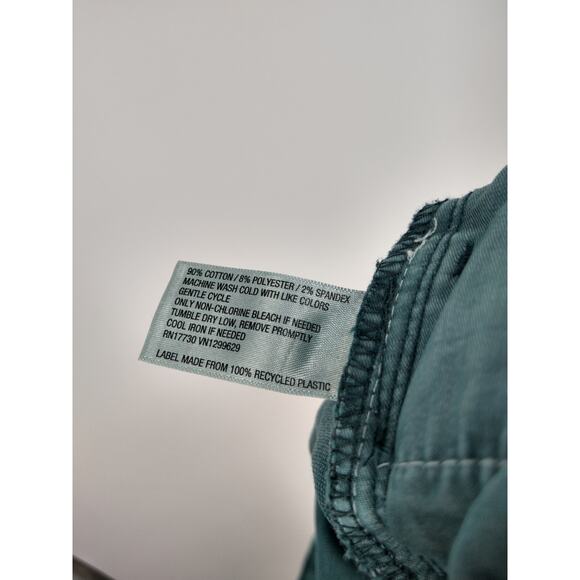 90% COTTON / 8% POLYESTER / 2% SPANDEX
MACHINE WASH COLD WITH LIKE COLORS
GENTLE CYCLE
ONLY NON-CHLORINE BLEACH IF NEEDED
TUMBLE DRY LOW, REMOVE PROMPTLY
COOL IRON IF NEEDED
RN17730 VN1299629
LABEL MADE FROM 100% RECYCLED PLASTIC